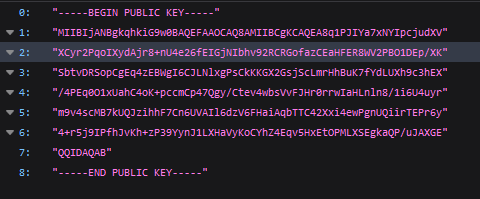 0: "-----BEGIN PUBLIC KEY-----"
1: "MIIBIjANBgkqhkiG9w0BAQEFAAOCAQ8AMIIBCgKCAQEA8q1PJIYa7xNYIpcjudXV"
2: "XCyr2PqoIXydAjr8+nU4e26fEIGjNIbhv92RCRGofazCEaHFER8WV2PBO1DEp/XK"
3: "SbtvDRSopCgEq4zEBWgI6CJLNlxgPsCkKKGX2GsjScLmrHhBuK7fYdLUXh9c3hEX"
4: "/4PEq0O1xUahC4oK+pccmCp47Qgy/Ctev4wbsVvFJHr0rrwIaHLnln8/1i6U4uyr"
5: "m9v4scMB7kUQJzihhF7Cn6UVAIl6dzV6FHaiAqbTTC42Xxi4ewPgnUQiirTEPr6y"
6: "4+r5j9IPfhJvKh+zP39YynJ1LXHaVyKoCYhZ4Eqv5HxEtOPMLXSEgkaQP/uJAXGE"
7: "QQIDAQAB"
8: "-----END PUBLIC KEY-----"